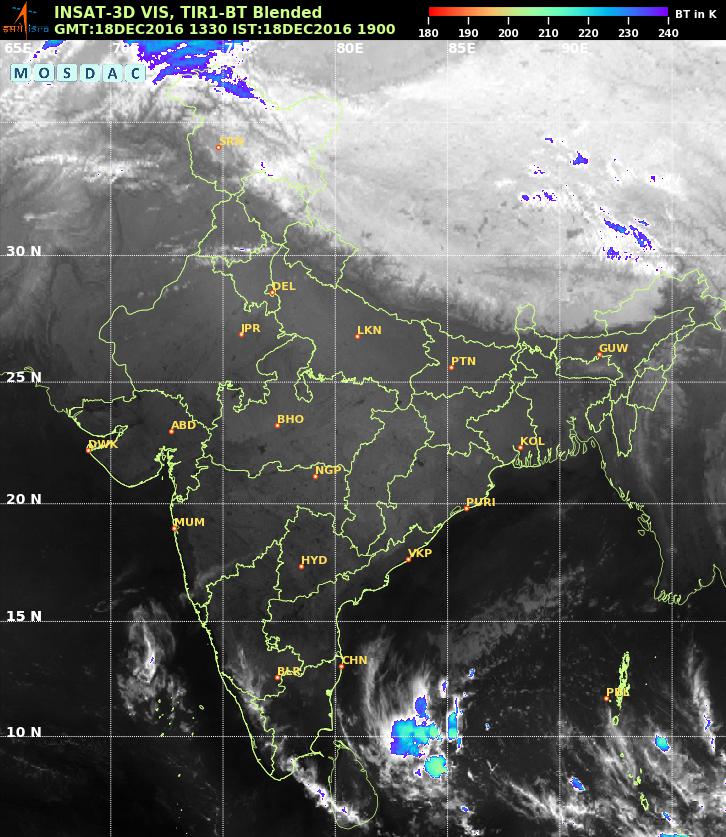 INSAT-3D VIS, TIR1-BT Blended
GMT:18DEC2016 1330 IST:18DEC2016 1900
BT in K
180 190 200 210 220 230 240
65E 70E 75E 80E 85E 90E
MOSDAC
SRN
30 N
DEL
JPR LKN
PTN GUW
25 N
ABD BHO
DWK KOL
NGP
20 N PURI
MUM
HYD VKP
15 N
BLR CHN
PBL
10 N